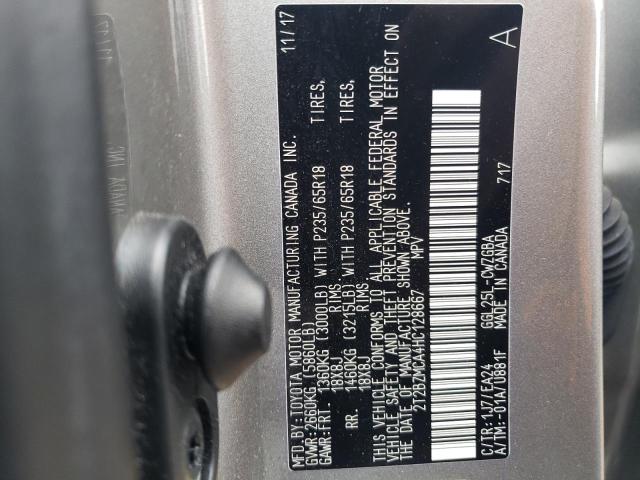 MFD.BY:TOYOTA MOTOR MANUFACTURING CANADA INC. 11/17
GVWR:2660KG (5860LB)
GAWR:FRT. 1360KG (3000LB) WITH P235/65R18 TIRES,
18X8J RIMS,
RR. 1460KG (3215LB) WITH P235/65R18 TIRES,
18X8J RIMS
THIS VEHICLE CONFORMS TO ALL APPLICABLE FEDERAL MOTOR
VEHICLE SAFETY AND THEFT PREVENTION STANDARDS IN EFFECT ON
THE DATE OF MANUFACTURE SHOWN ABOVE.
2T2BZMCA4HC128667 MPV
C/TR:1J7/EA24 GGL25L-CWZGBA
A/TM:-01A/U881F MADE IN CANADA 717
A